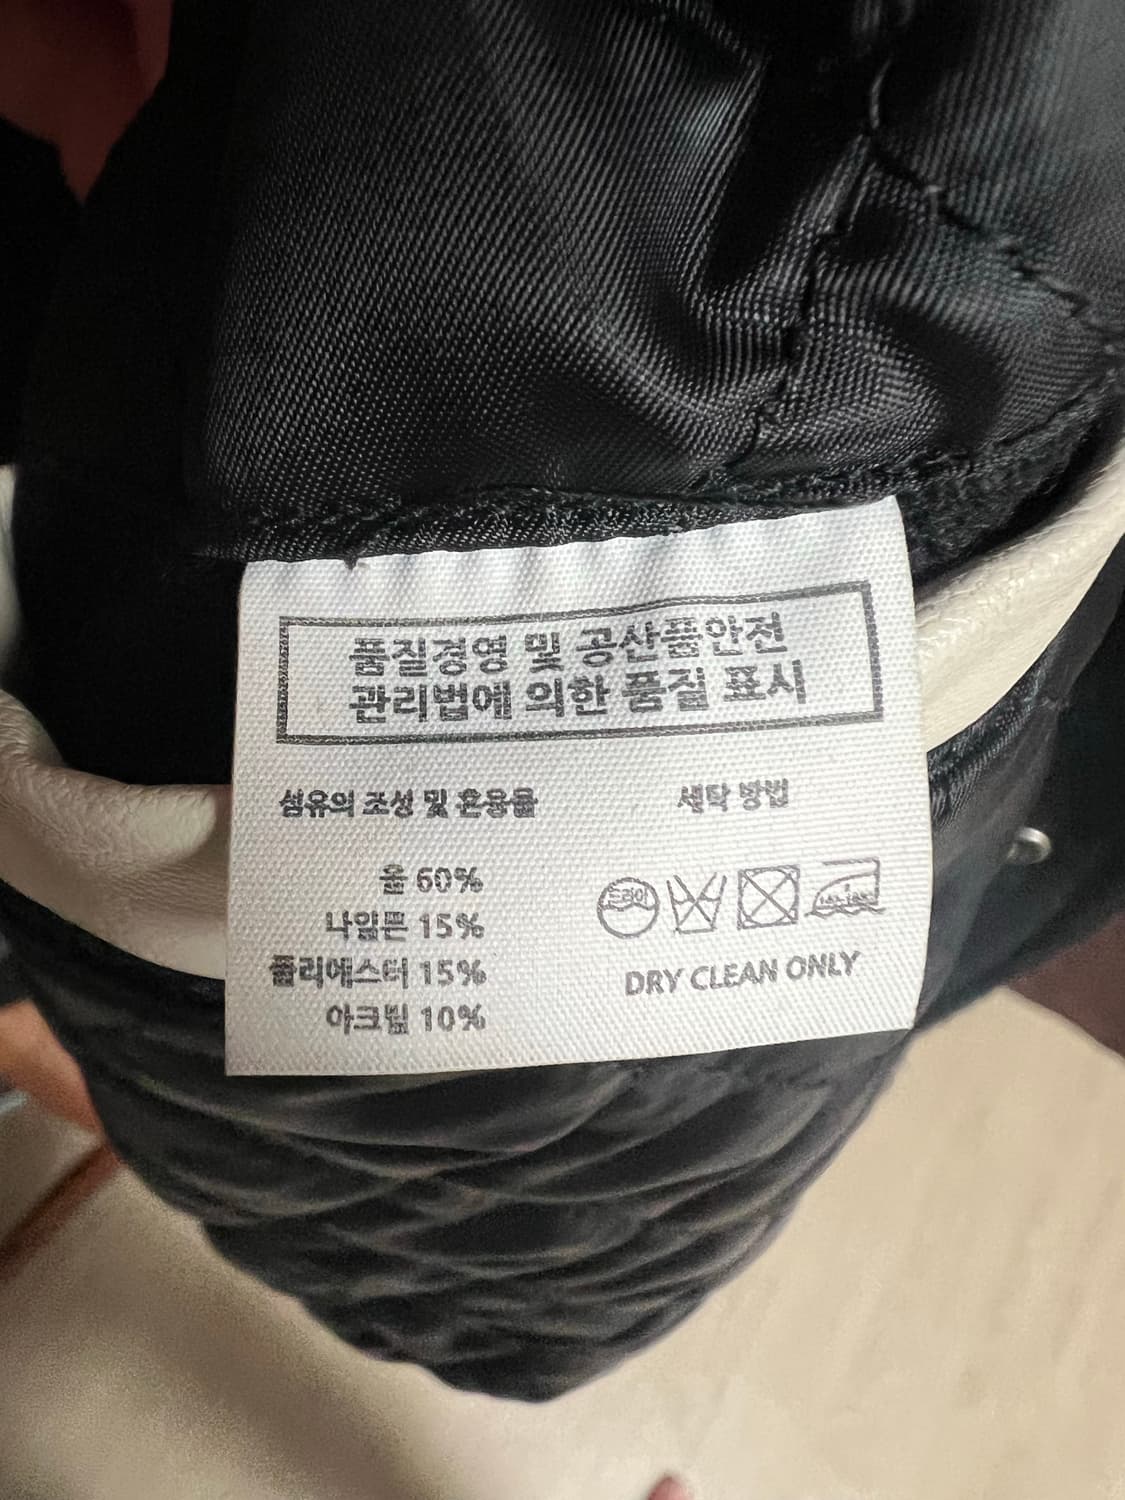 품질경영 및 공산품안전
관리법에 의한 품질 표시
섬유의 조성 및 혼용률
세탁 방법
울 60%
나일론 15%
폴리에스터 15%
아크릴 10%
DRY CLEAN ONLY